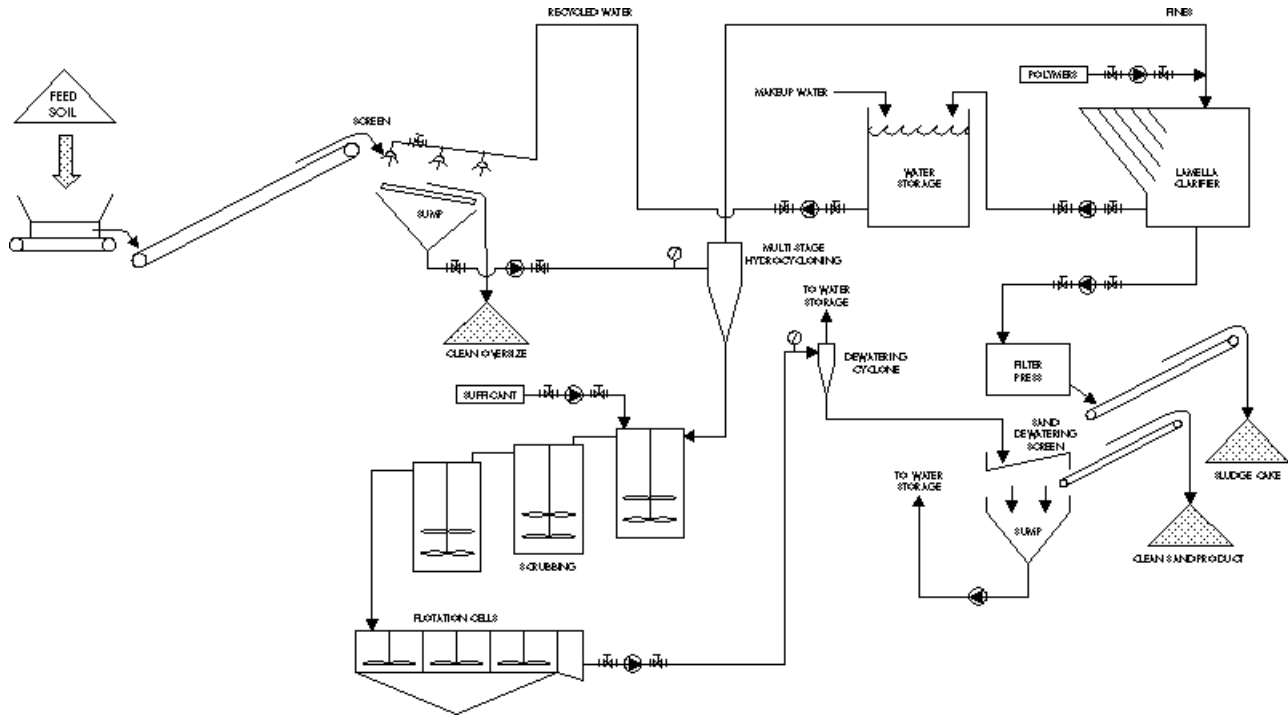 RECYCLED WATER
FINES
FEED
SOIL
POLYMERS
MAKEUP WATER
SCREEN
WATER
STORAGE
LAMELLA
CLARIFIER
SUMP
MULTI-STAGE
HYDROCYCLONING
TO WATER
STORAGE
CLEAN OVERSIZE
DEWATERING
CYCLONE
FILTER
PRESS
SUFFICANT
SAND
DEWATERING
SCREEN
TO WATER
STORAGE
SLUDGE CAKE
SUMP
CLEAN SAND PRODUCT
SCRUBBING
FLOTATION CELLS